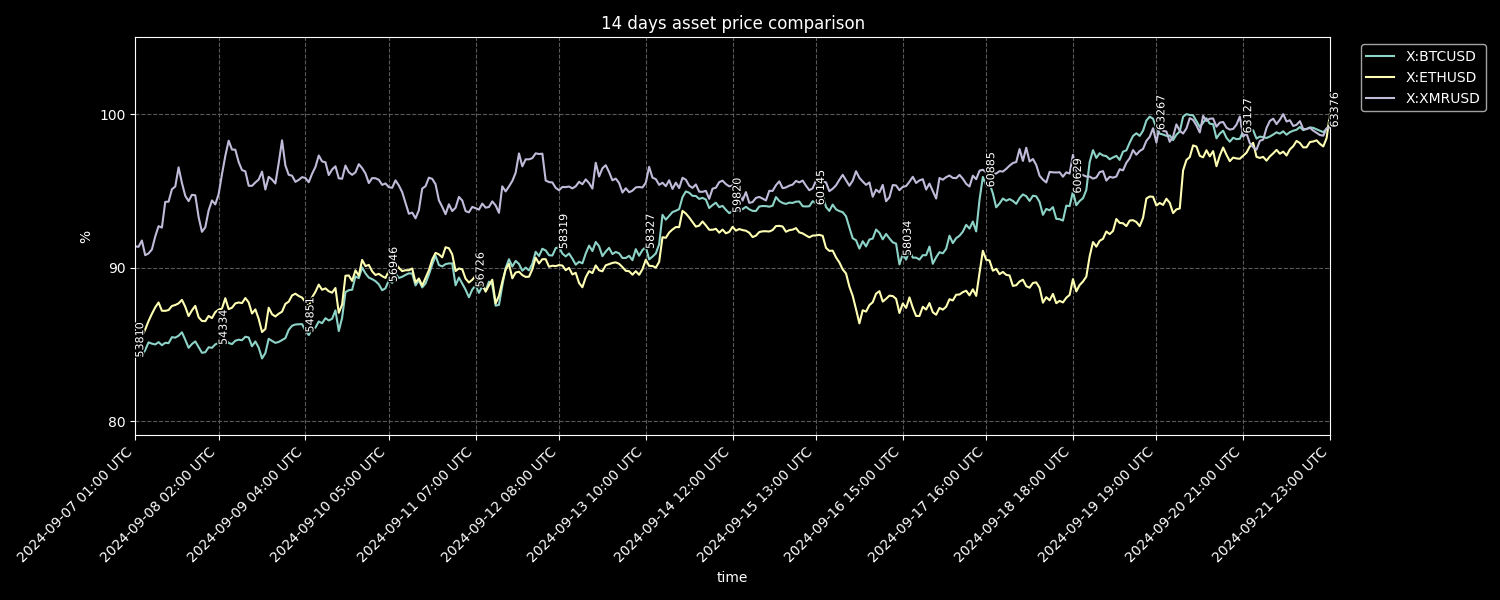 14 days asset price comparison
X:BTCUSD
X:ETHUSD
X:XMRUSD
%
100
90
80
53810
54334
54851
56946
56726
58319
58327
59820
60145
58034
60885
60629
63267
63127
63376
2024-09-07 01:00 UTC
2024-09-08 02:00 UTC
2024-09-09 04:00 UTC
2024-09-10 05:00 UTC
2024-09-11 07:00 UTC
2024-09-12 08:00 UTC
2024-09-13 10:00 UTC
2024-09-14 12:00 UTC
2024-09-15 13:00 UTC
2024-09-16 15:00 UTC
2024-09-17 16:00 UTC
2024-09-18 18:00 UTC
2024-09-19 19:00 UTC
2024-09-20 21:00 UTC
2024-09-21 23:00 UTC
time